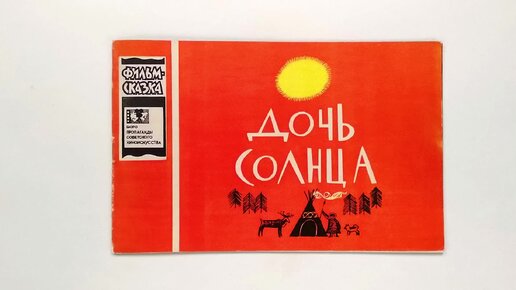 ФИЛЬМ-
СКАЗКА
БЮРО
ПРОПАГАНДЫ
СОВЕТСКОГО
КИНОИСКУССТВА
ДОЧЬ
СОЛНЦА